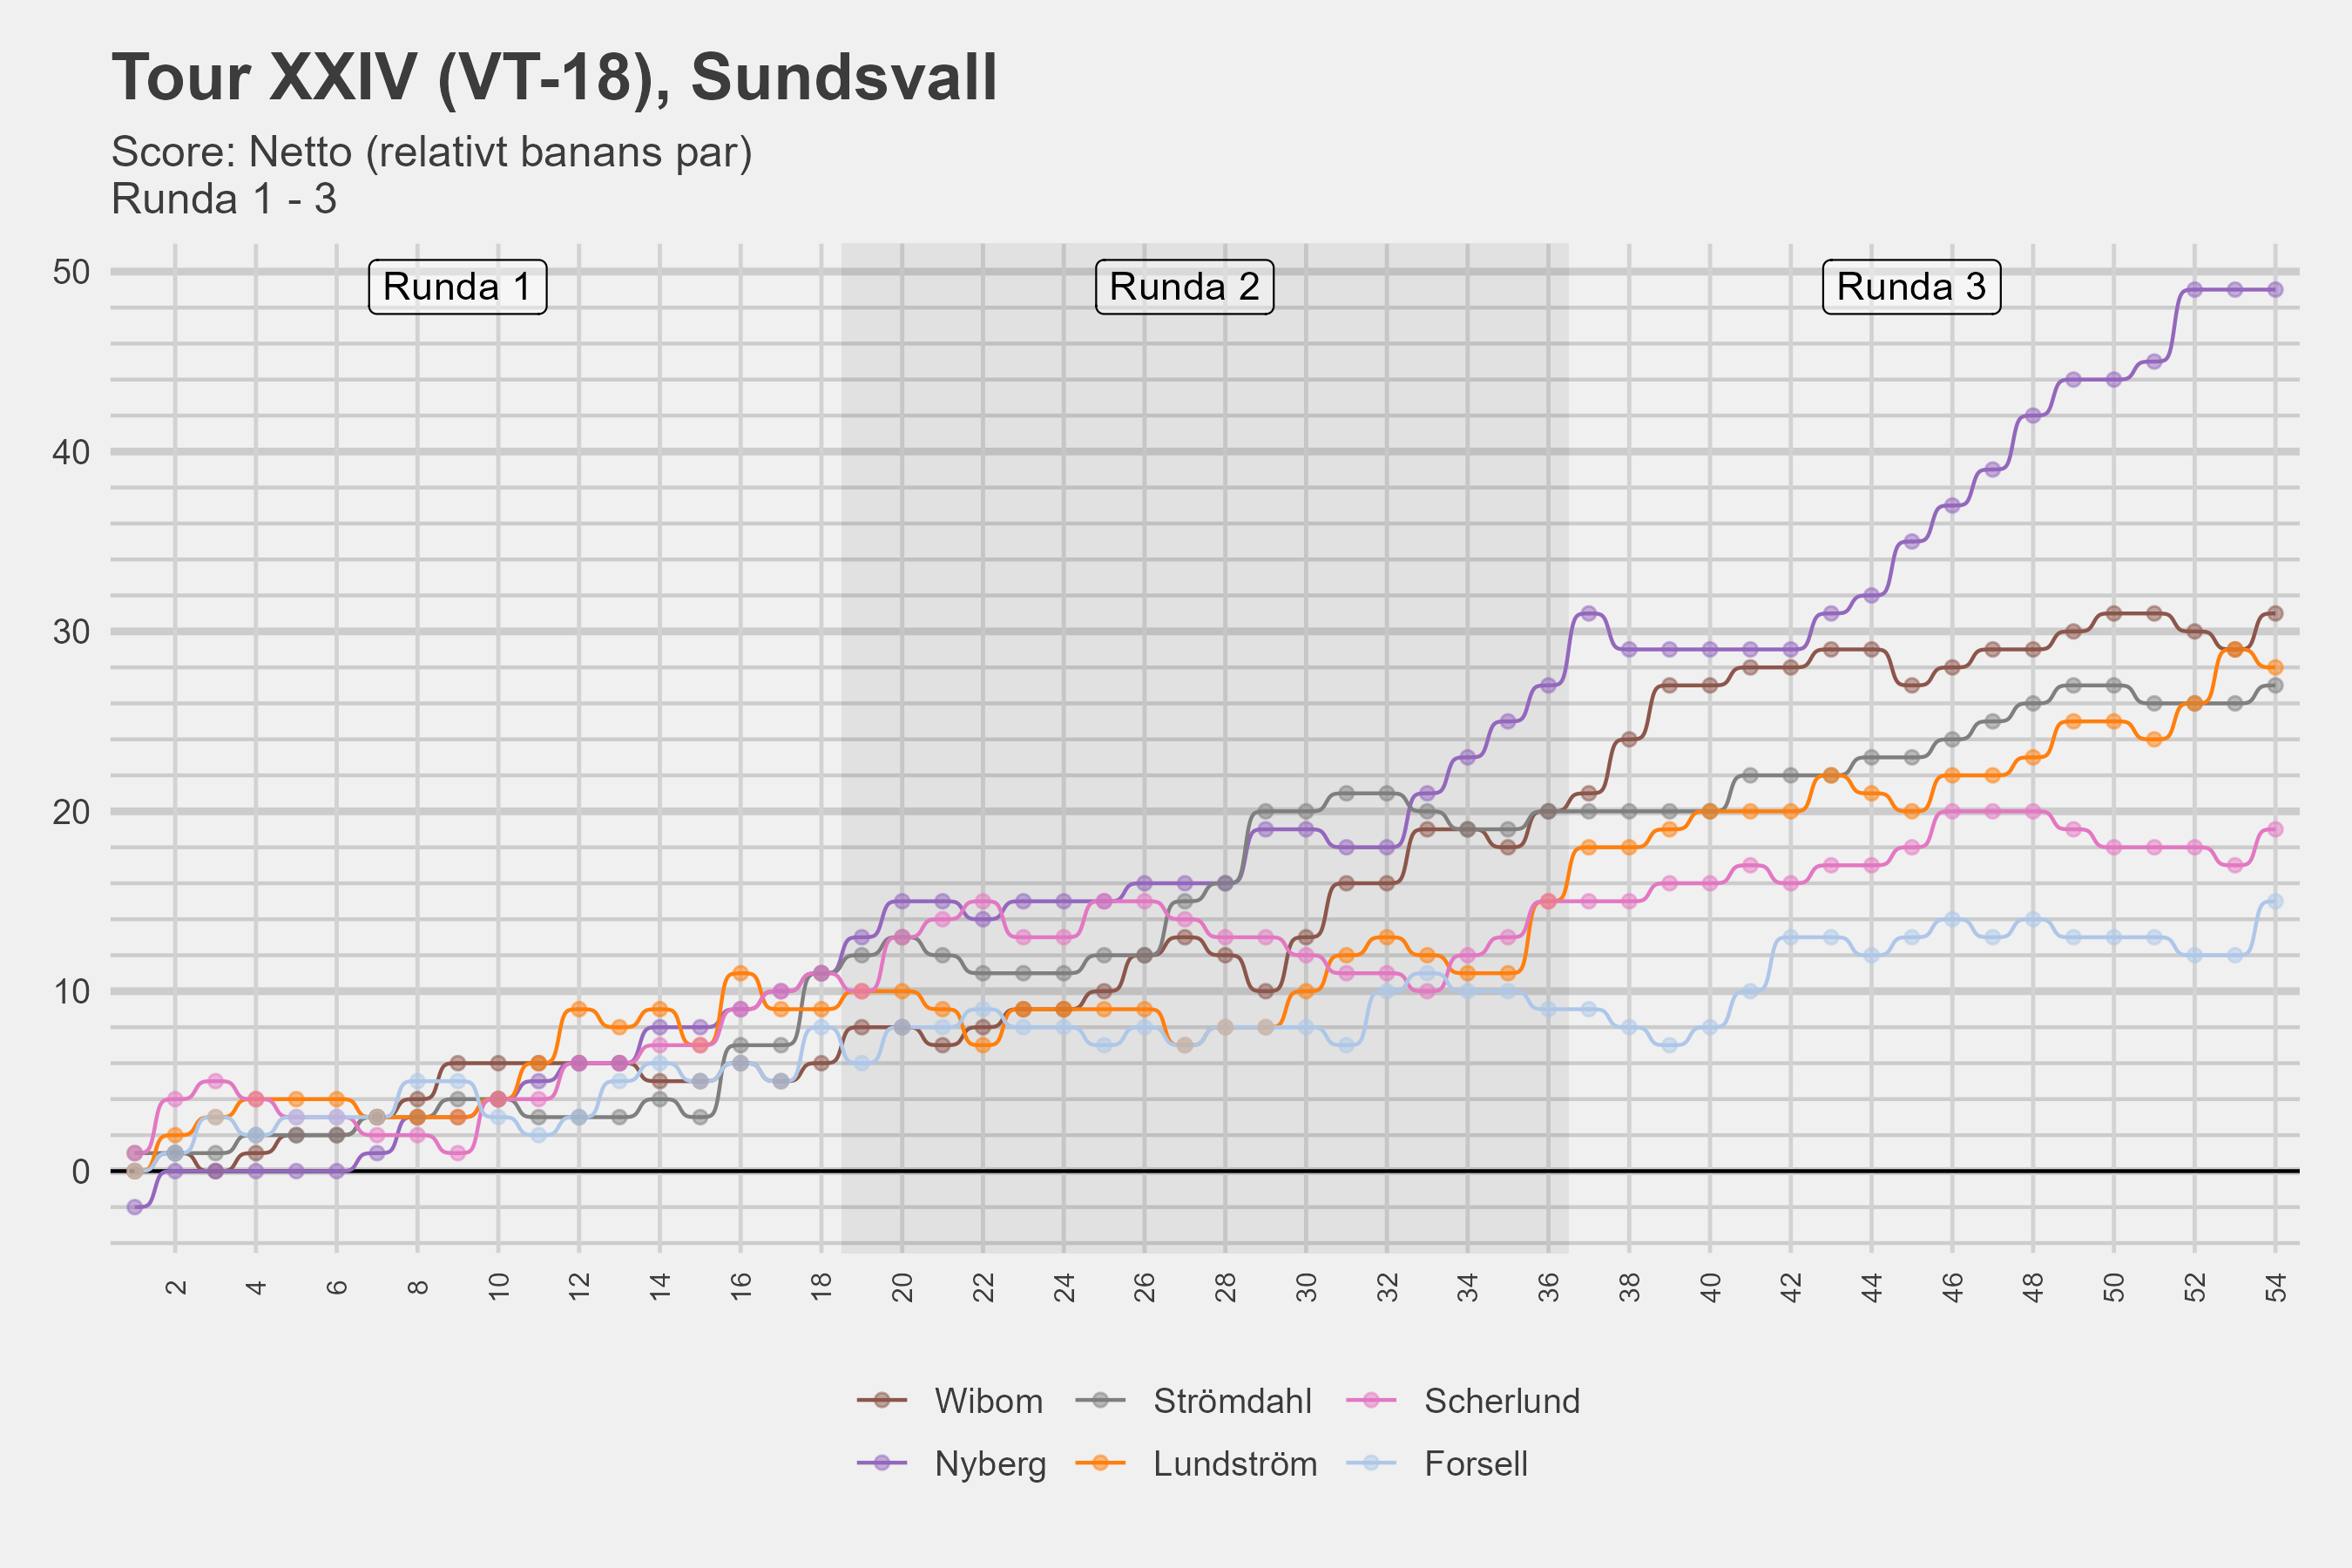 Tour XXIV (VT-18), Sundsvall
Score: Netto (relativt banans par)
Runda 1 - 3
Runda 1 Runda 2 Runda 3
50
40
30
20
10
0
2 4 6 8 10 12 14 16 18 20 22 24 26 28 30 32 34 36 38 40 42 44 46 48 50 52 54
Wibom Strömdahl Scherlund
Nyberg Lundström Forsell